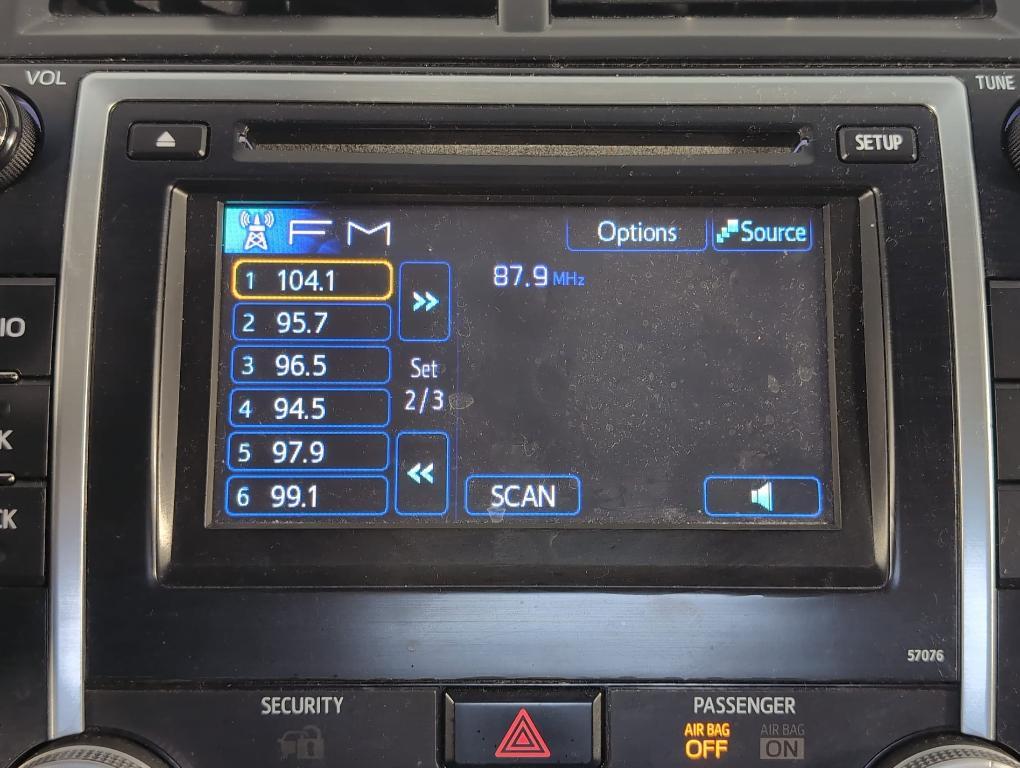 VOL
TUNE
SETUP
FM
Options
Source
1 104.1
87.9 MHz
2 95.7
3 96.5
Set
2/3
4 94.5
5 97.9
6 99.1
SCAN
IO
K
CK
57076
SECURITY
PASSENGER
AIR BAG
OFF
AIR BAG
ON